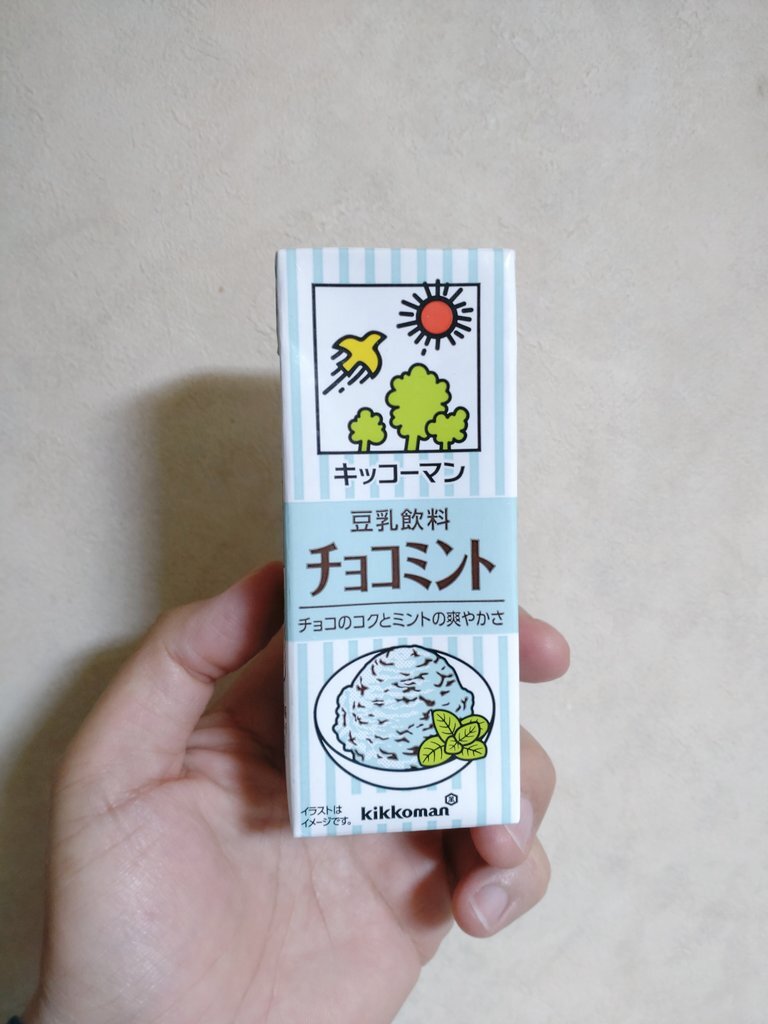 キッコーマン
豆乳飲料
チョコミント
チョコのコクとミントの爽やかさ
イラストは
イメージです。
kikkoman